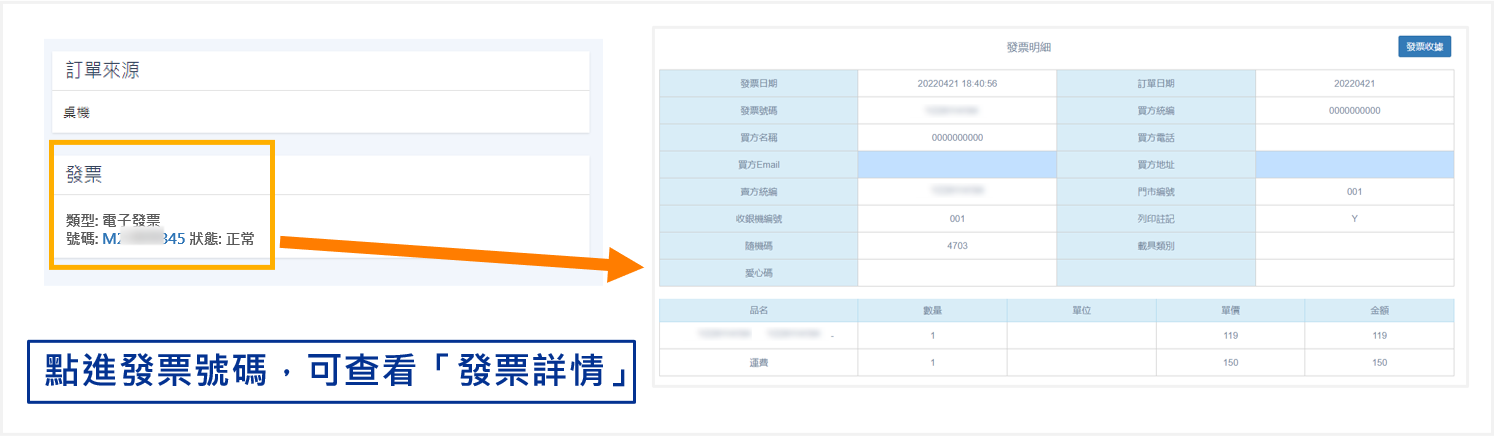 訂單來源
桌機
發票
類型: 電子發票
號碼: M2 845 狀態: 正常
點進發票號碼，可查看「發票詳情」
發票明細
發票收據
發票日期 20220421 18:40:56 訂單日期 20220421
發票號碼 買方統編 0000000000
買方名稱 0000000000 買方電話
買方Email 買方地址
賣方統編 門市編號 001
收銀機編號 001 列印註記 Y
隨機碼 4703 載具類別
愛心碼
品名 數量 單位 單價 金額
- 1 119 119
運費 1 150 150